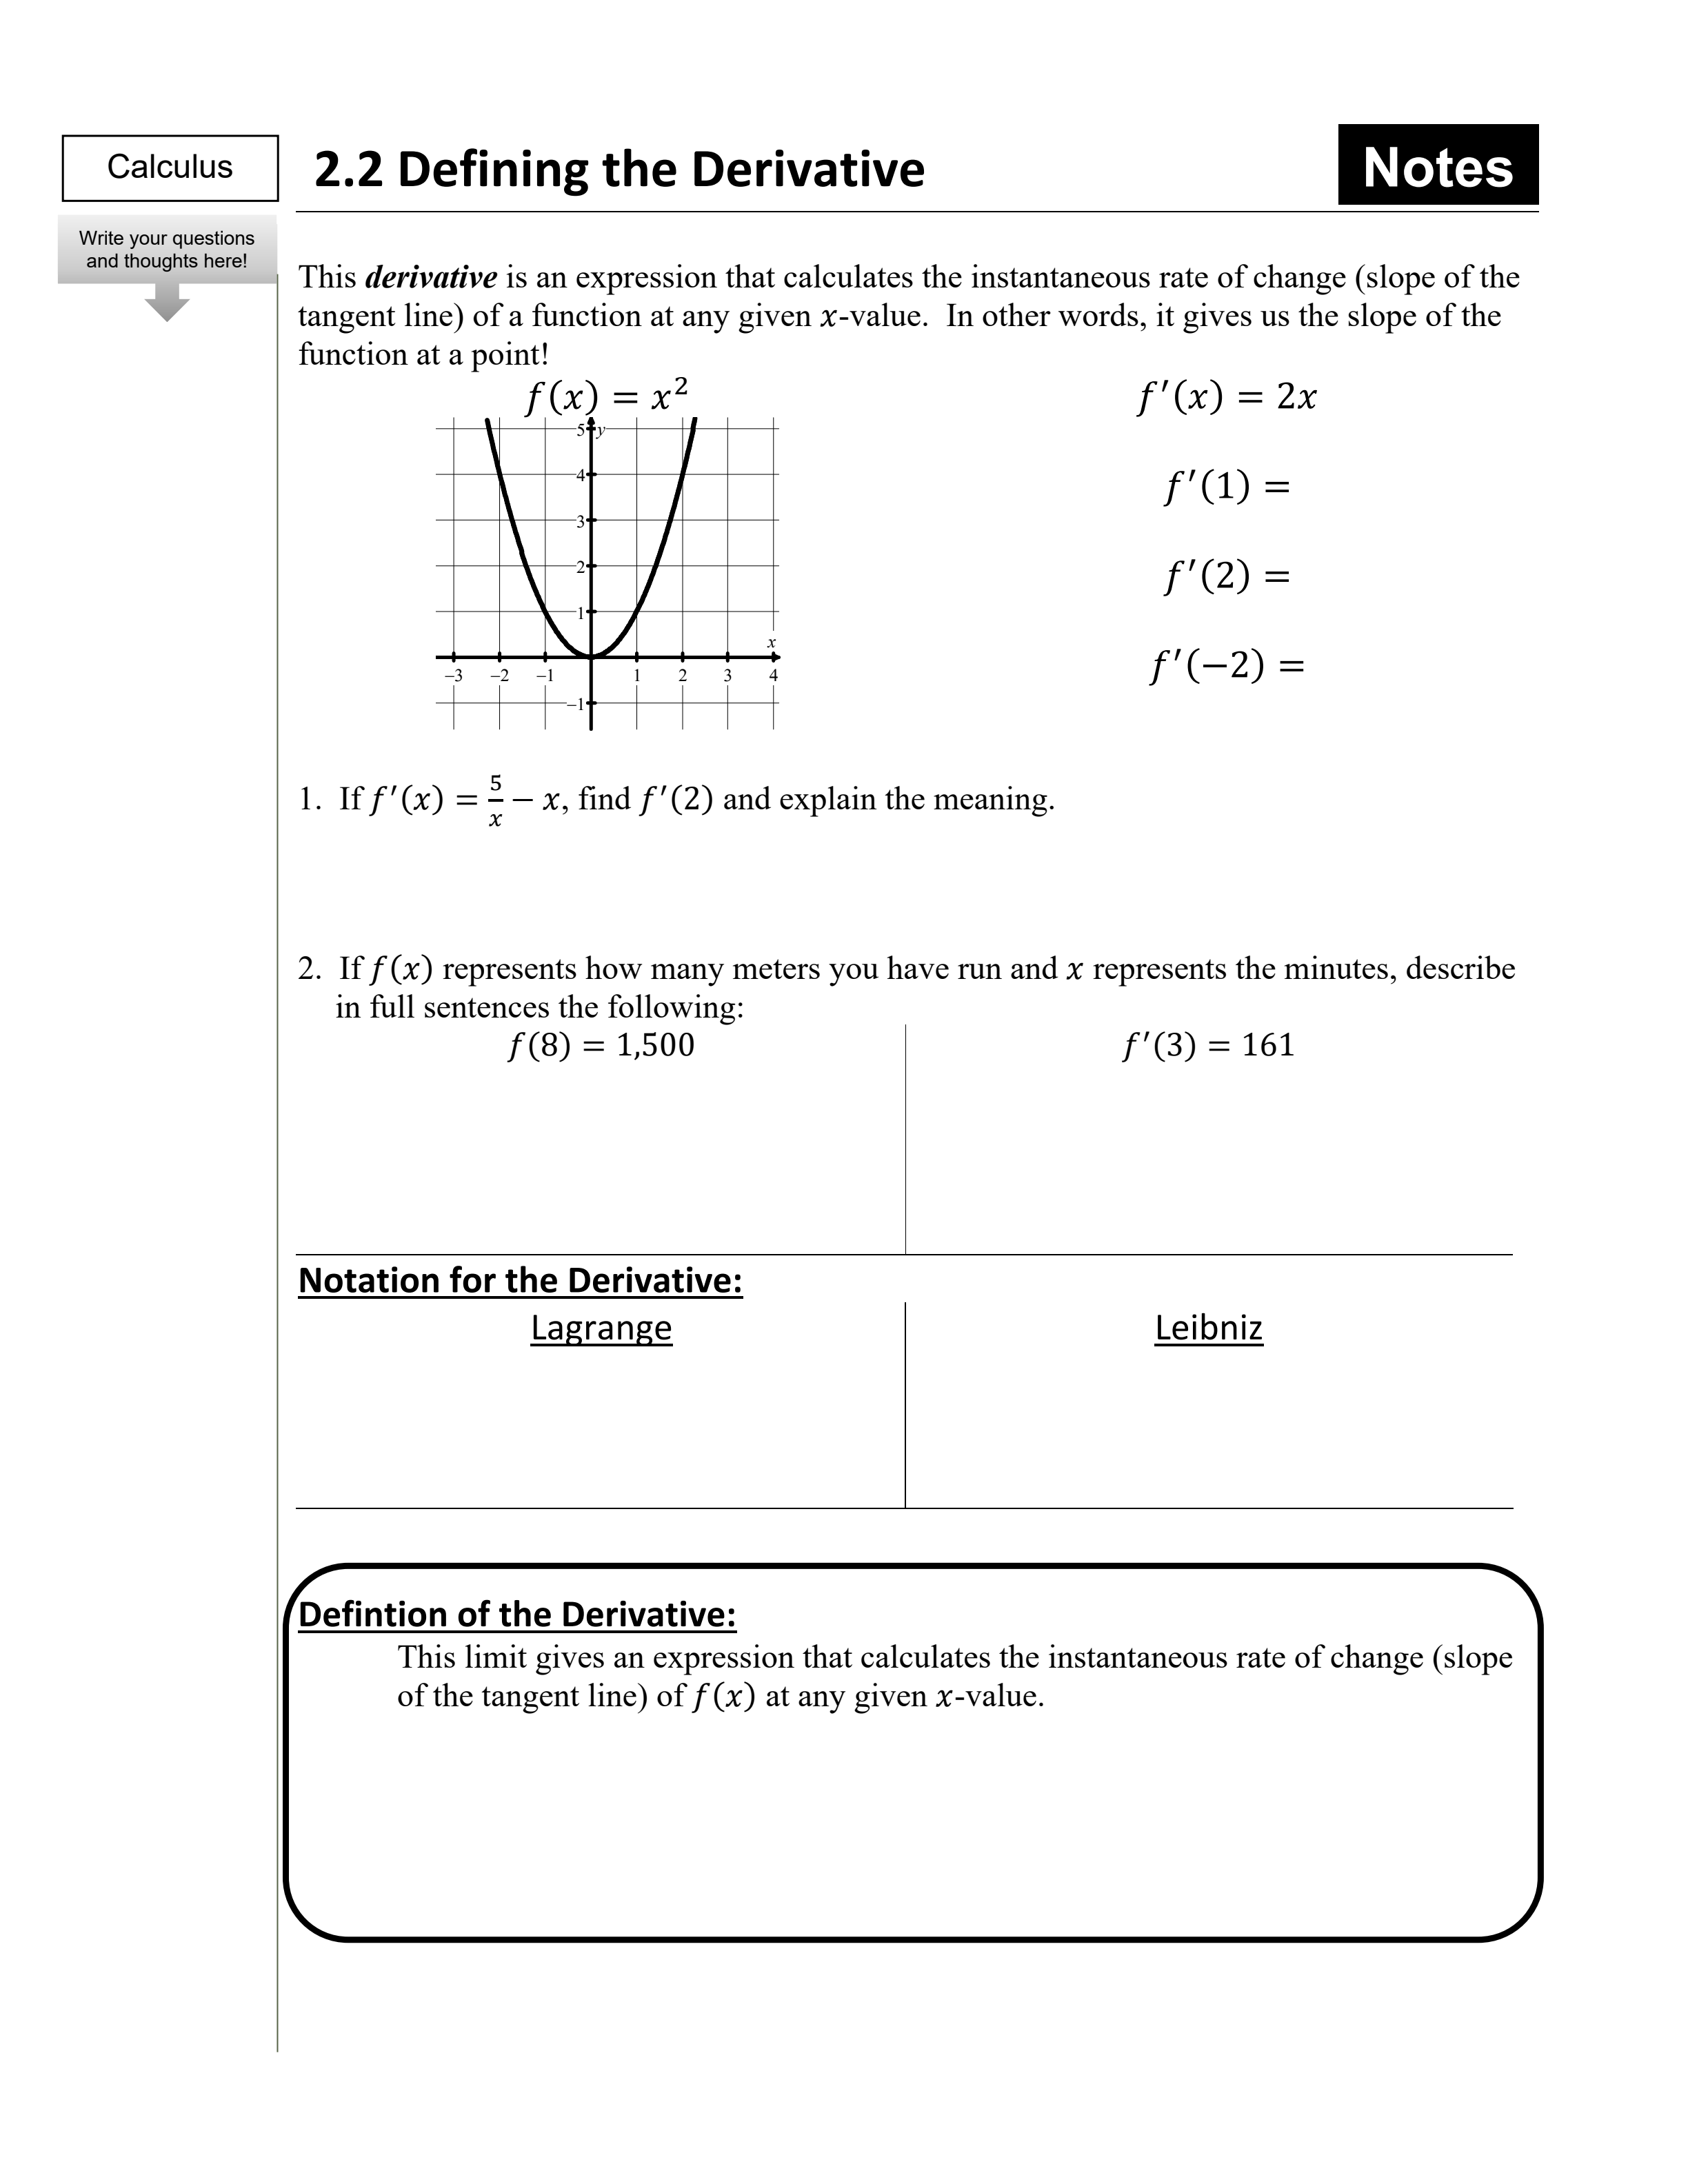 Calculus
2.2 Defining the Derivative
Notes
Write your questions
and thoughts here!
This derivative is an expression that calculates the instantaneous rate of change (slope of the
tangent line) of a function at any given x-value.  In other words, it gives us the slope of the
function at a point!
f(x) = x²
f′(x) = 2x
5 y
4
3
2
1
x
−3 −2 −1 1 2 3 4
−1
f′(1) =
f′(2) =
f′(−2) =
1.  If f′(x) = 5/x − x, find f′(2) and explain the meaning.
2.  If f(x) represents how many meters you have run and x represents the minutes, describe
in full sentences the following:
f(8) = 1,500
f′(3) = 161
Notation for the Derivative:
Lagrange
Leibniz
Defintion of the Derivative:
This limit gives an expression that calculates the instantaneous rate of change (slope
of the tangent line) of f(x) at any given x-value.